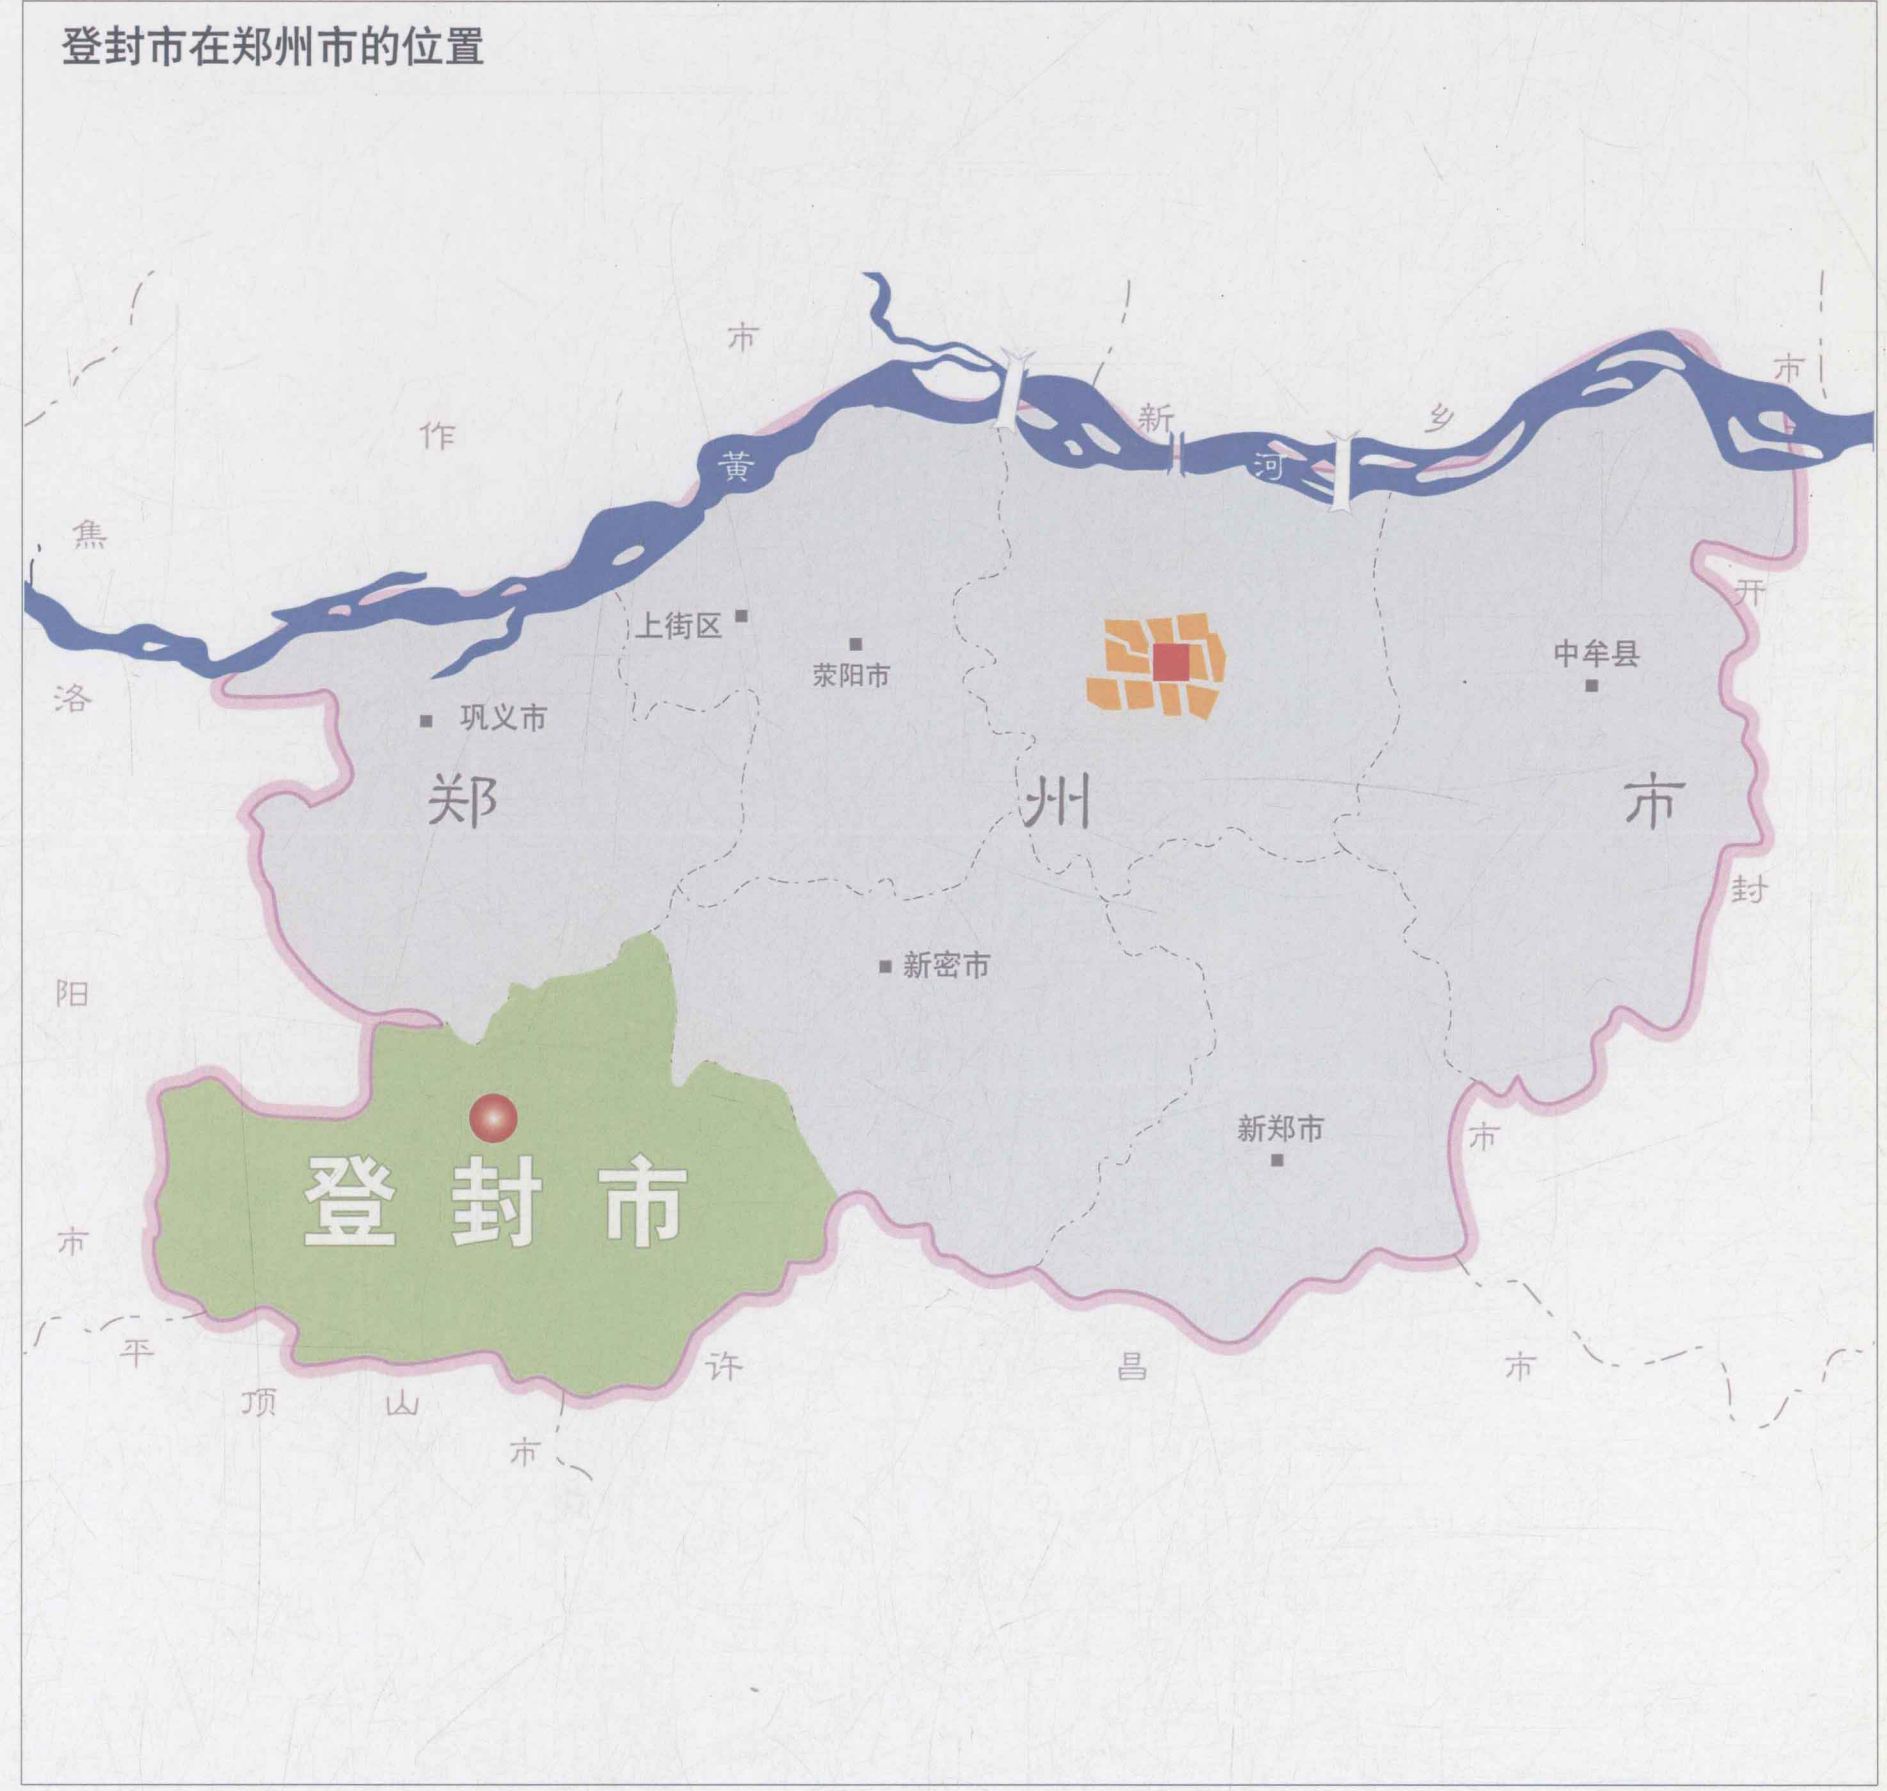 登封市在郑州市的位置
焦作市
新乡市
黄河
洛阳市
开封市
上街区
荥阳市
中牟县
巩义市
郑州市
新密市
新郑市
登封市
平顶山市
许昌市